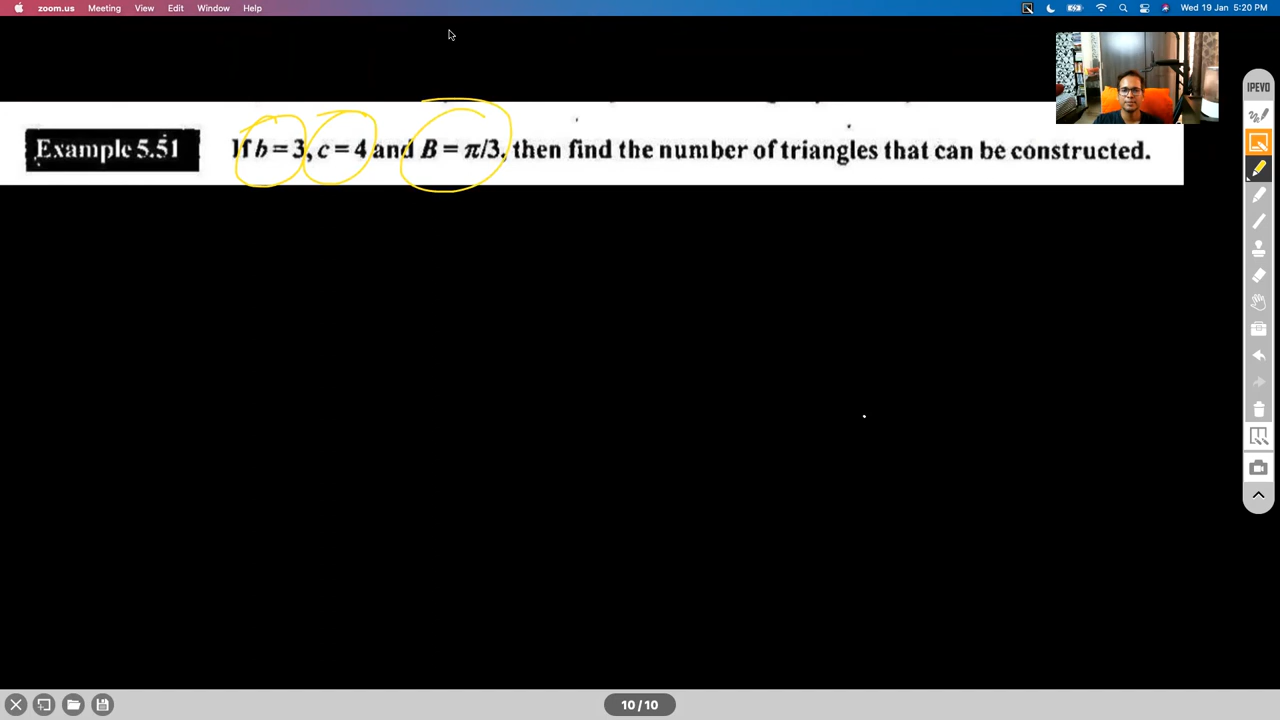 zoom.us Meeting View Edit Window Help Wed 19 Jan 5:20 PM
IPEVO
Example 5.51 If b = 3, c = 4 and B = π/3, then find the number of triangles that can be constructed.
10/10